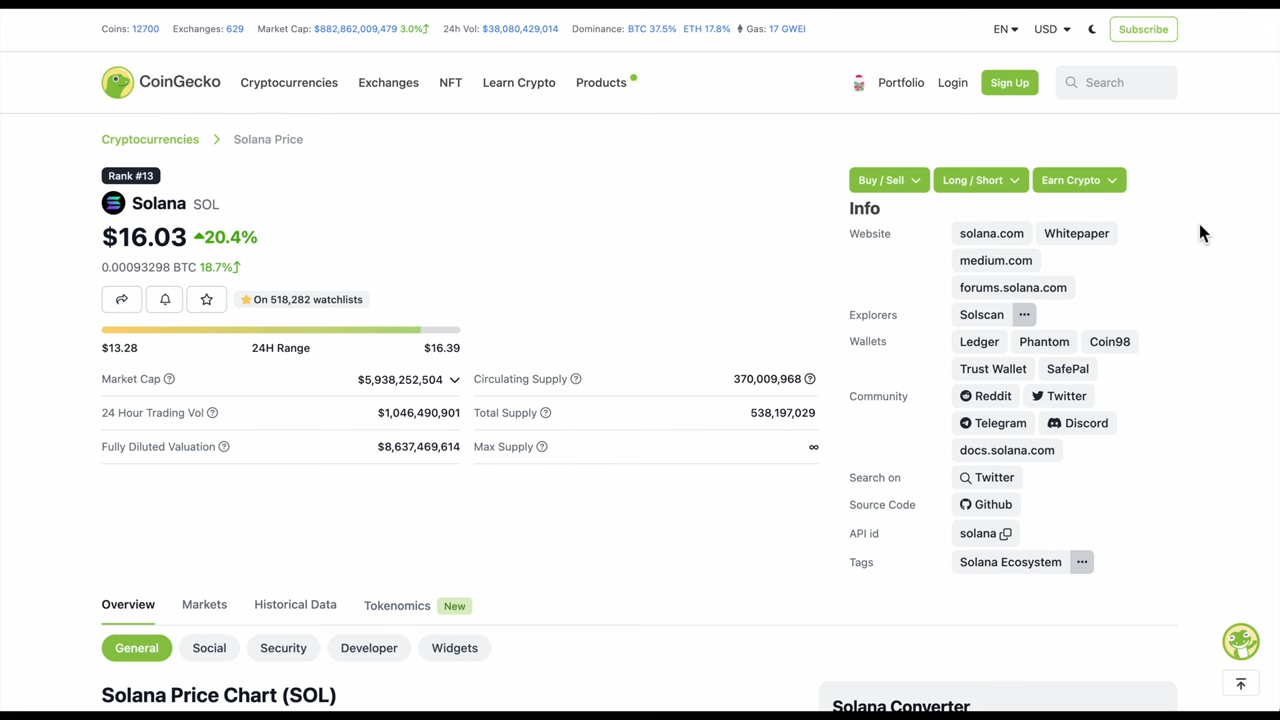 Coins: 12700 Exchanges: 629 Market Cap: $882,862,009,479 3.0% 24h Vol: $38,080,429,014 Dominance: BTC 37.5% ETH 17.8% Gas: 17 GWEI EN USD Subscribe
CoinGecko Cryptocurrencies Exchanges NFT Learn Crypto Products Portfolio Login Sign Up Search
Cryptocurrencies > Solana Price
Rank #13
Solana SOL
$16.03 20.4%
0.00093298 BTC 18.7%
On 518,282 watchlists
$13.28 24H Range $16.39
Market Cap $5,938,252,504 Circulating Supply 370,009,968
24 Hour Trading Vol $1,046,490,901 Total Supply 538,197,029
Fully Diluted Valuation $8,637,469,614 Max Supply ∞
Buy / Sell Long / Short Earn Crypto
Info
Website solana.com Whitepaper
medium.com
forums.solana.com
Explorers Solscan ...
Wallets Ledger Phantom Coin98
Trust Wallet SafePal
Community Reddit Twitter
Telegram Discord
docs.solana.com
Search on Twitter
Source Code Github
API id solana
Tags Solana Ecosystem ...
Overview Markets Historical Data Tokenomics New
General Social Security Developer Widgets
Solana Price Chart (SOL)
Solana Converter